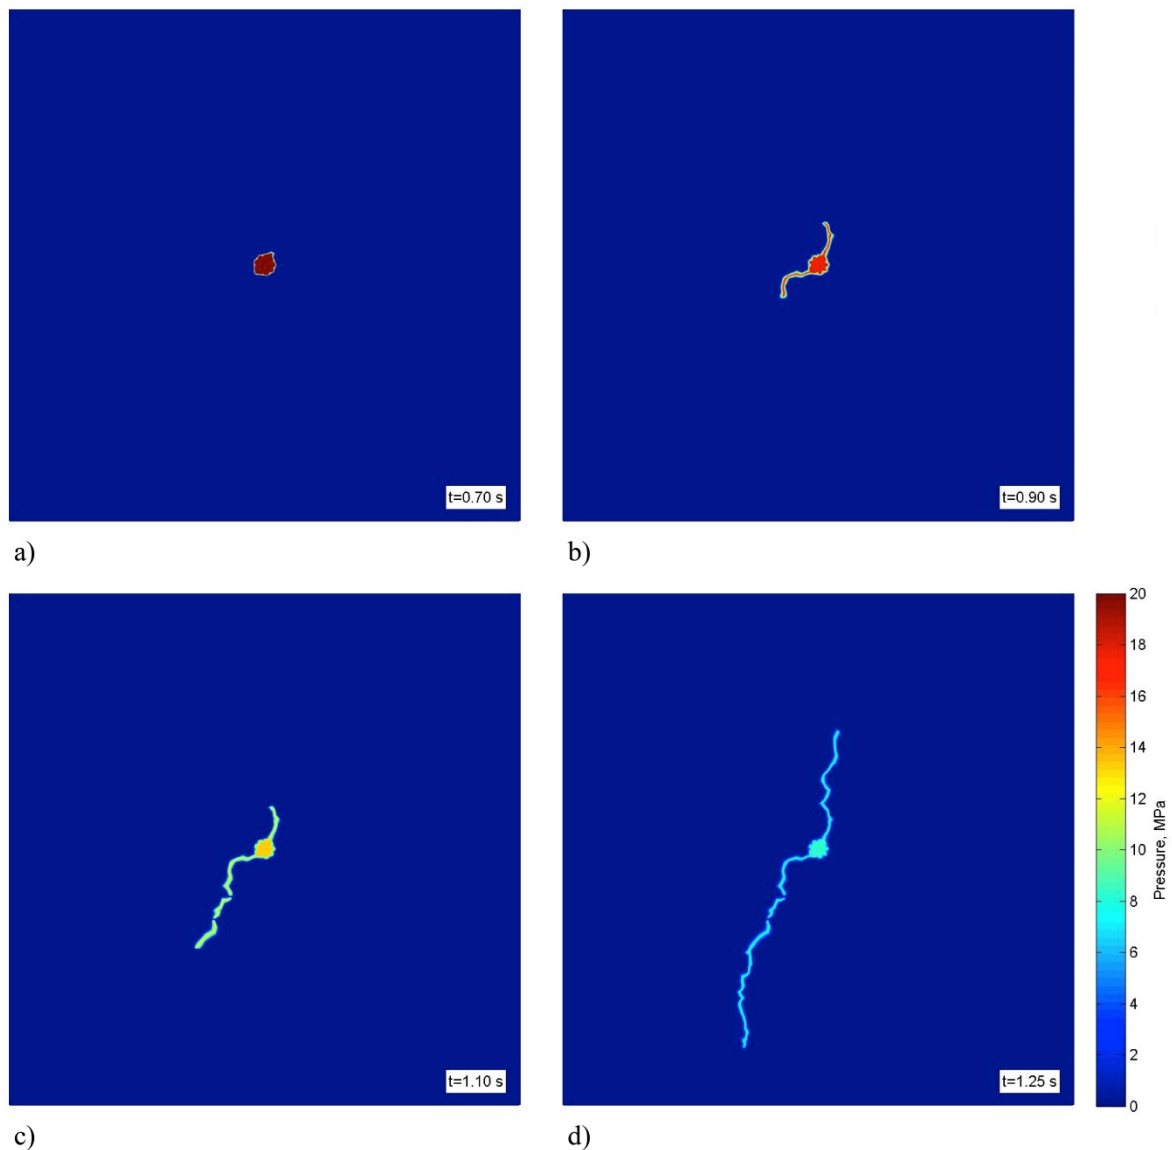 t=0.70 s
t=0.90 s
a)
b)
t=1.10 s
t=1.25 s
20
18
16
14
12
10
8
6
4
2
0
Pressure, MPa
c)
d)